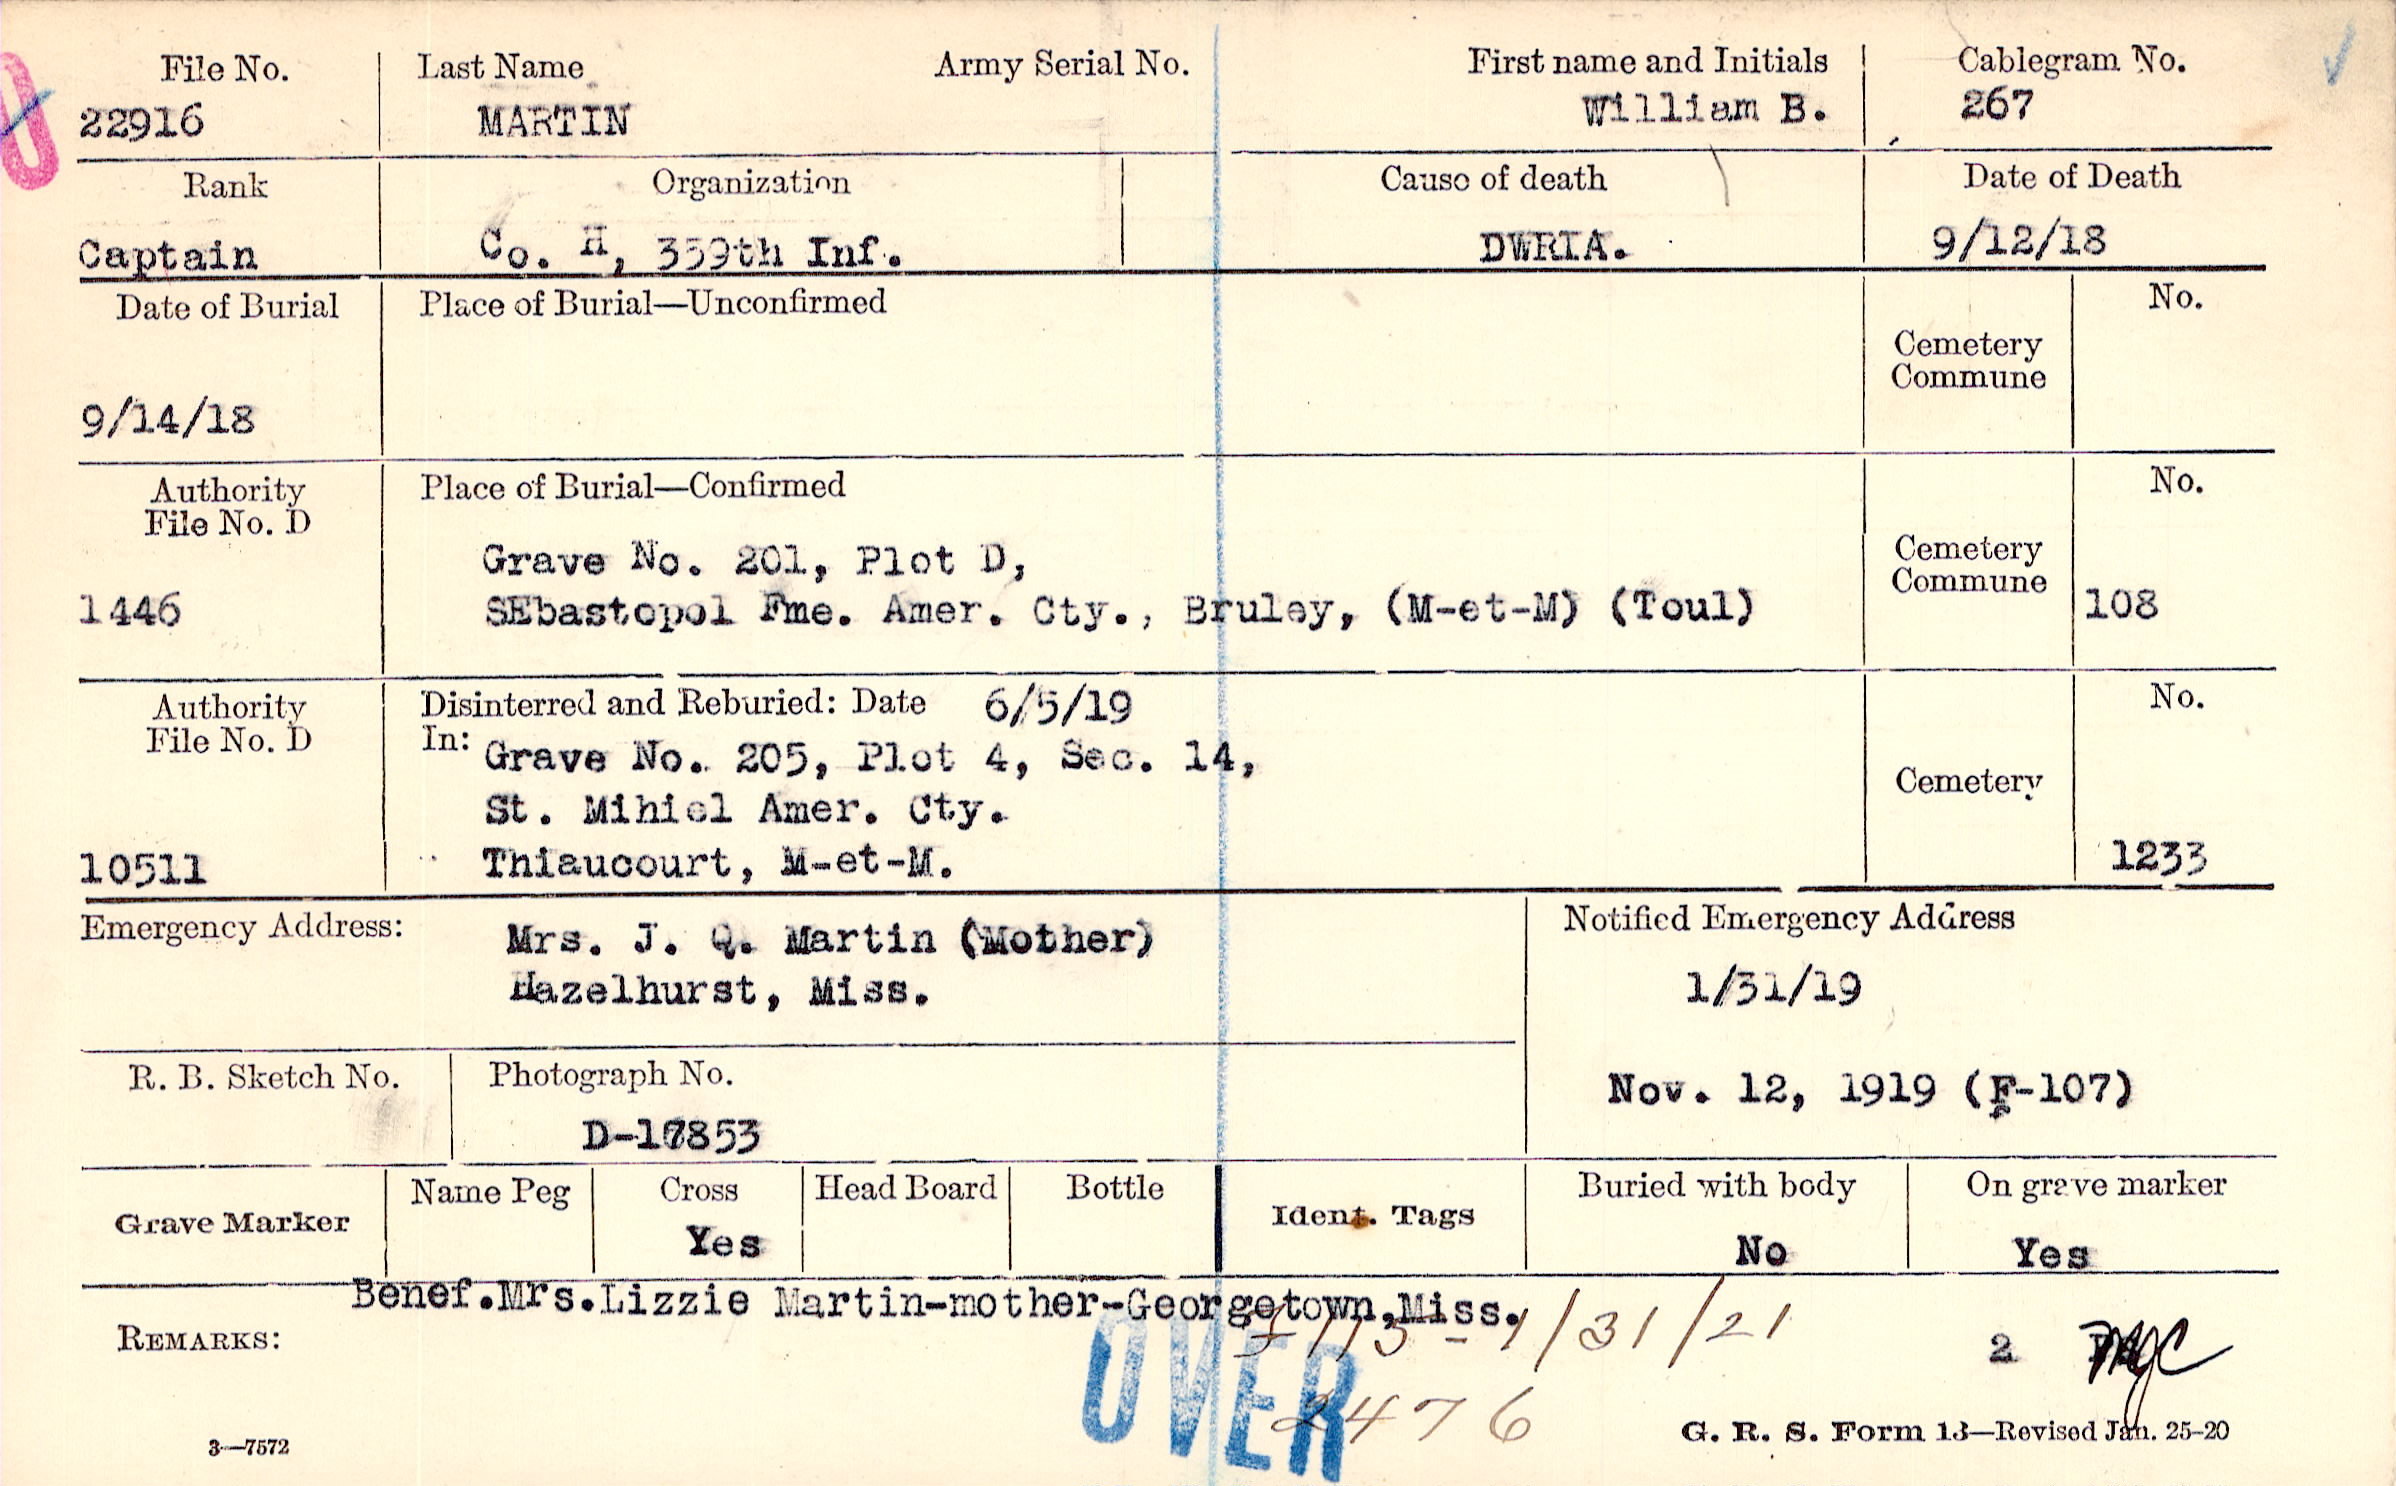 File No. Last Name Army Serial No. First name and Initials Cablegram No.
22916 MARTIN William B. 267
Rank Organization Cause of death Date of Death
Captain Co. H, 359th Inf. DWRIA. 9/12/18
Date of Burial Place of Burial—Unconfirmed No.
Cemetery
Commune
9/14/18
Authority Place of Burial—Confirmed No.
File No. D
Grave No. 201, Plot D, Cemetery
Commune
1446 SEbastopol Fme. Amer. Cty., Bruley, (M-et-M) (Toul) 108
Authority Disinterred and Reburied: Date 6/5/19 No.
File No. D In: Grave No. 205, Plot 4, Sec. 14,
Cemetery
St. Mihiel Amer. Cty.
10511 Thiaucourt, M-et-M. 1233
Emergency Address: Mrs. J. Q. Martin (Mother) Notified Emergency Address
Hazelhurst, Miss. 1/31/19
R. B. Sketch No. Photograph No. Nov. 12, 1919 (F-107)
D-17853
Grave Marker Name Peg Cross Head Board Bottle Ident. Tags Buried with body On grave marker
Yes No Yes
Benef.Mrs.Lizzie Martin-mother-Georgetown,Miss.
REMARKS: 1/31/21 2
OVER
2476
3—7572 G. R. S. Form 13—Revised Jan. 25-20